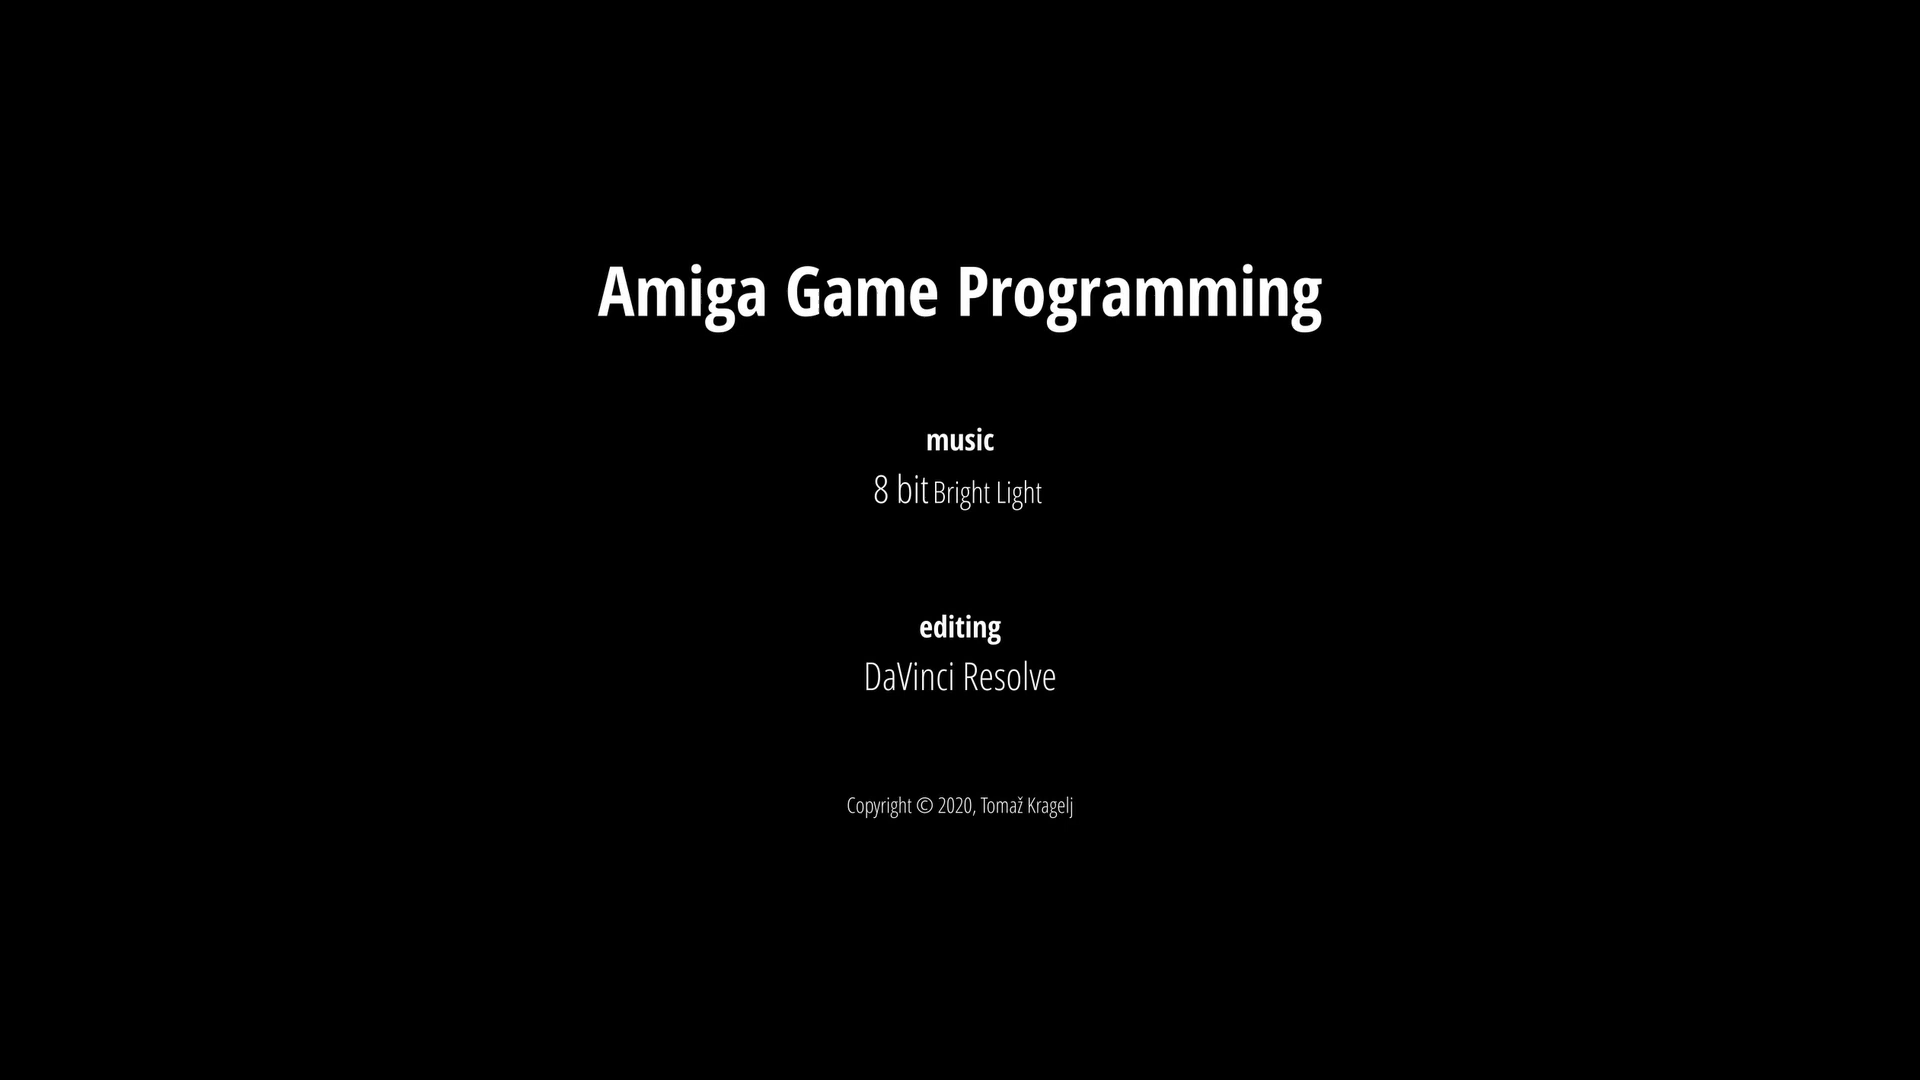 Amiga Game Programming
music
8 bit Bright Light
editing
DaVinci Resolve
Copyright © 2020, Tomaž Kragelj